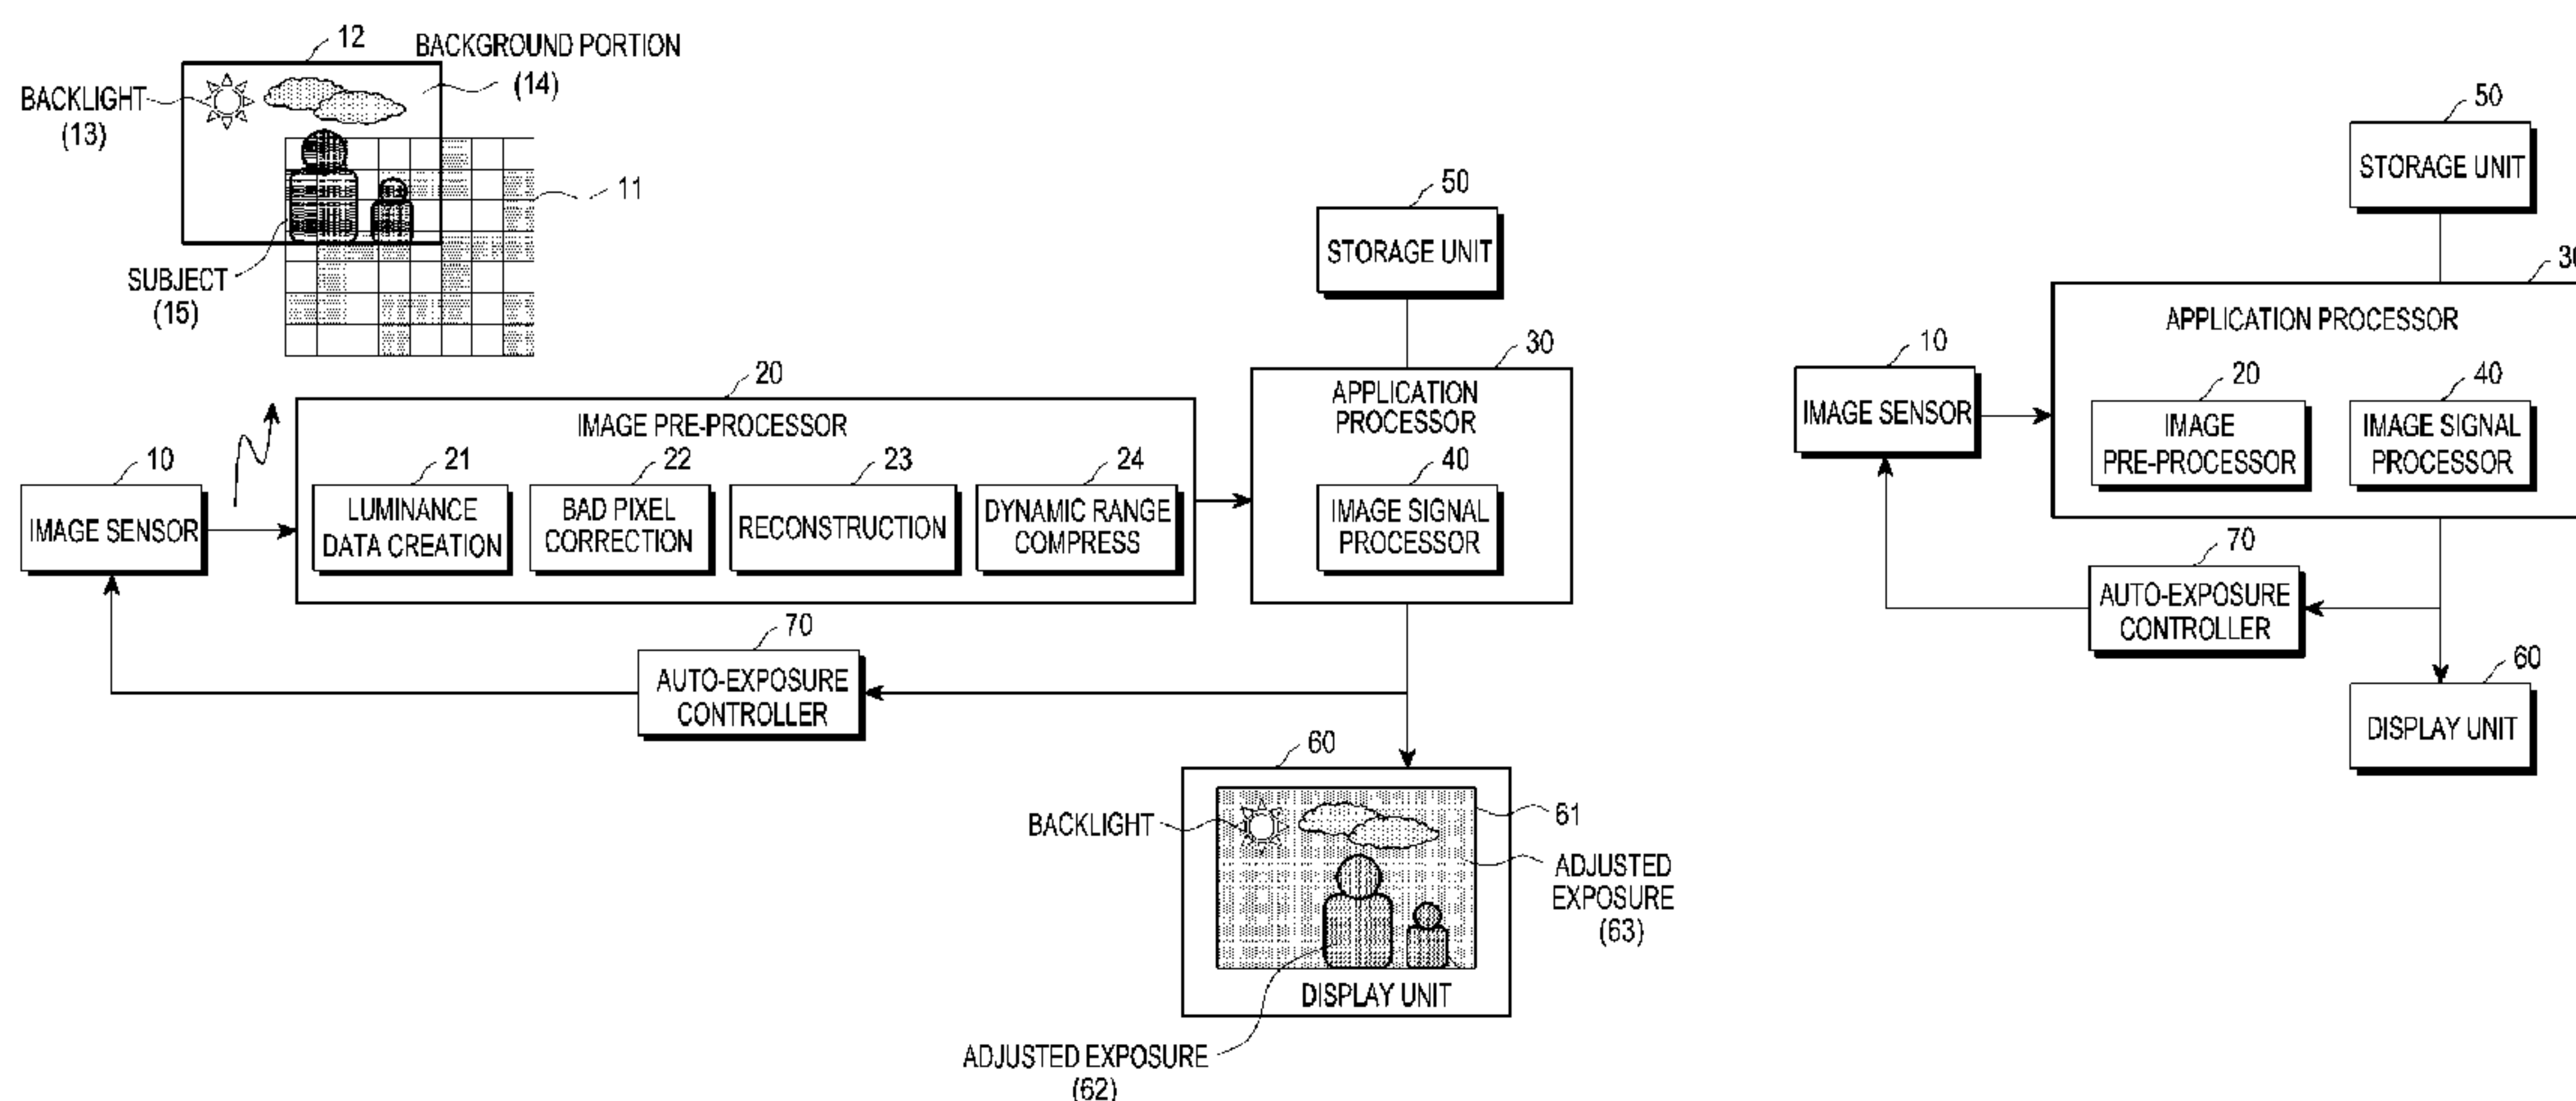 12
BACKGROUND PORTION
(14)
BACKLIGHT
(13)
11
SUBJECT
(15)
50
STORAGE UNIT
20
30
IMAGE PRE-PROCESSOR
APPLICATION
PROCESSOR
10
IMAGE SENSOR
21
LUMINANCE
DATA CREATION
22
BAD PIXEL
CORRECTION
23
RECONSTRUCTION
24
DYNAMIC RANGE
COMPRESS
40
IMAGE SIGNAL
PROCESSOR
70
AUTO-EXPOSURE
CONTROLLER
60
BACKLIGHT
61
ADJUSTED
EXPOSURE
(63)
DISPLAY UNIT
ADJUSTED EXPOSURE
(62)
50
STORAGE UNIT
APPLICATION PROCESSOR
10
IMAGE SENSOR
20
IMAGE
PRE-PROCESSOR
40
IMAGE SIGNAL
PROCESSOR
70
AUTO-EXPOSURE
CONTROLLER
60
DISPLAY UNIT